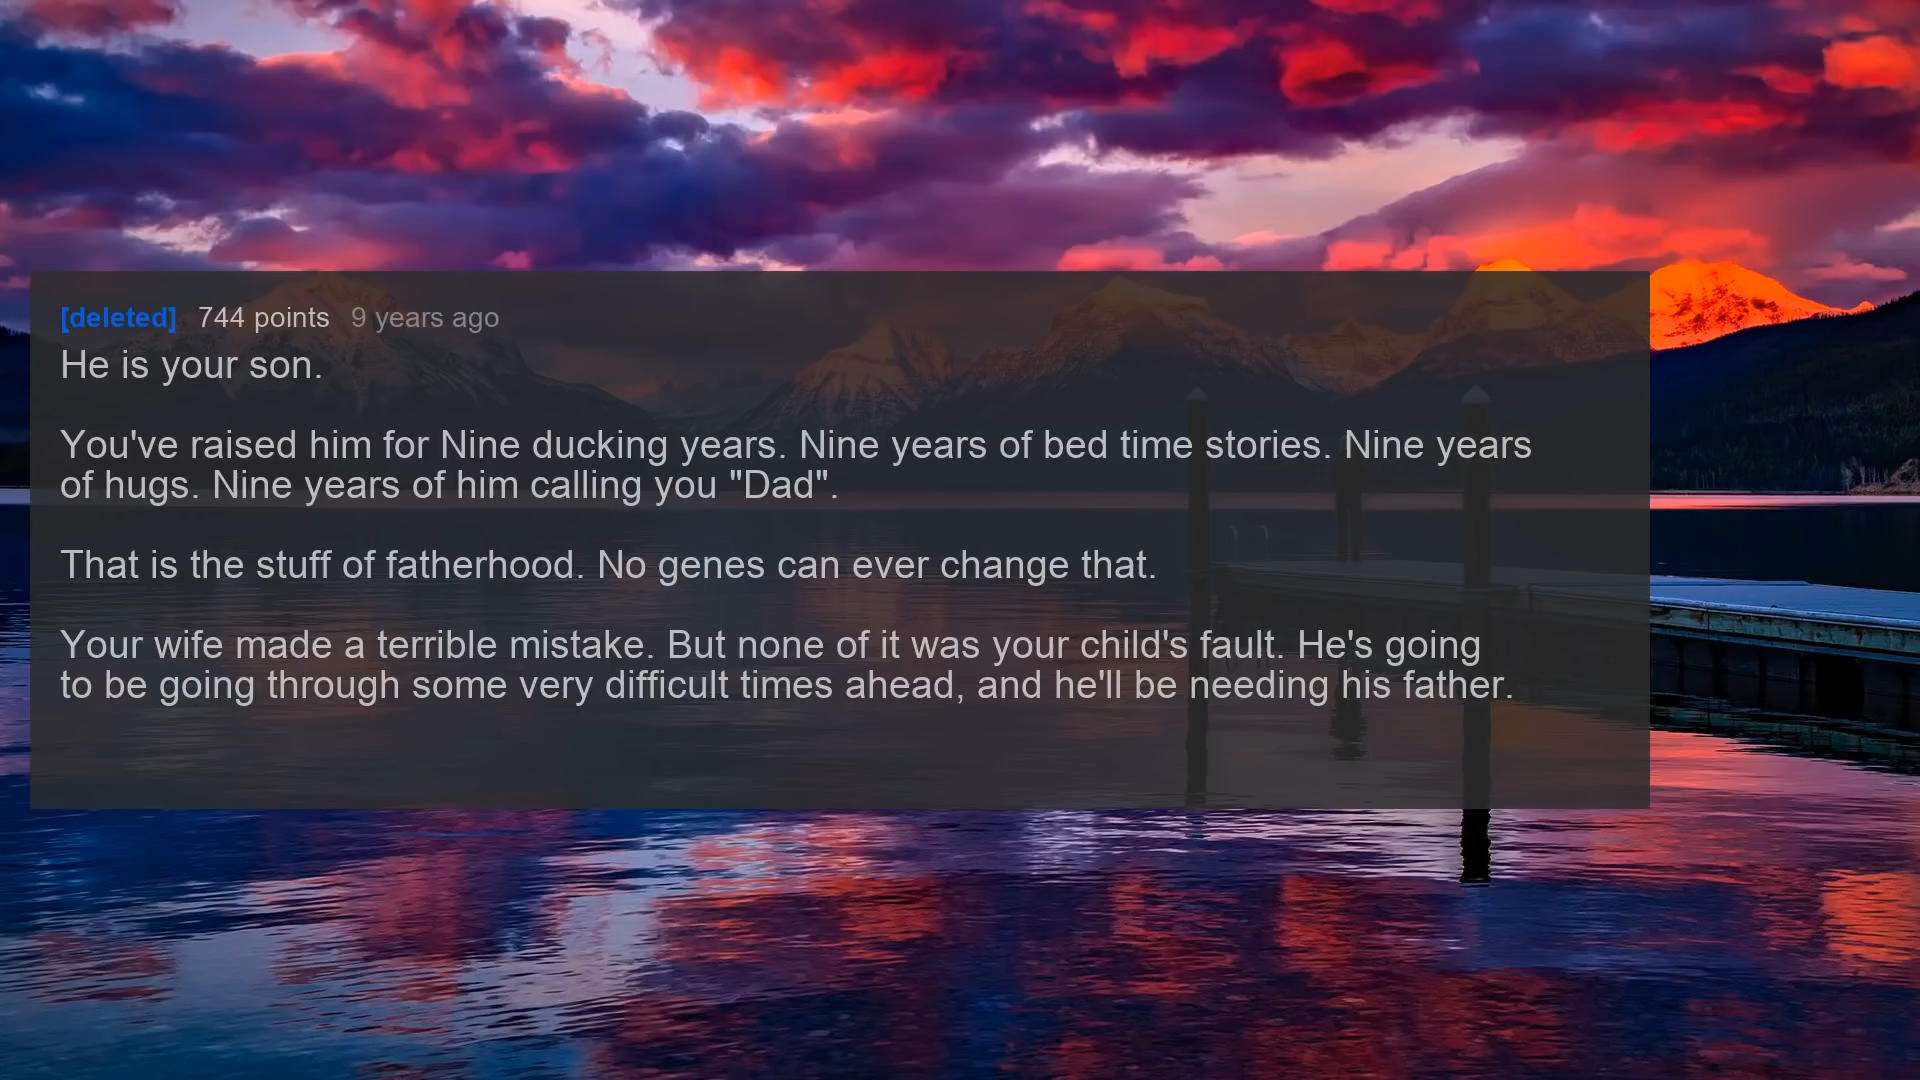 [deleted] 744 points 9 years ago
He is your son.
You've raised him for Nine ducking years. Nine years of bed time stories. Nine years
of hugs. Nine years of him calling you "Dad".
That is the stuff of fatherhood. No genes can ever change that.
Your wife made a terrible mistake. But none of it was your child's fault. He's going
to be going through some very difficult times ahead, and he'll be needing his father.